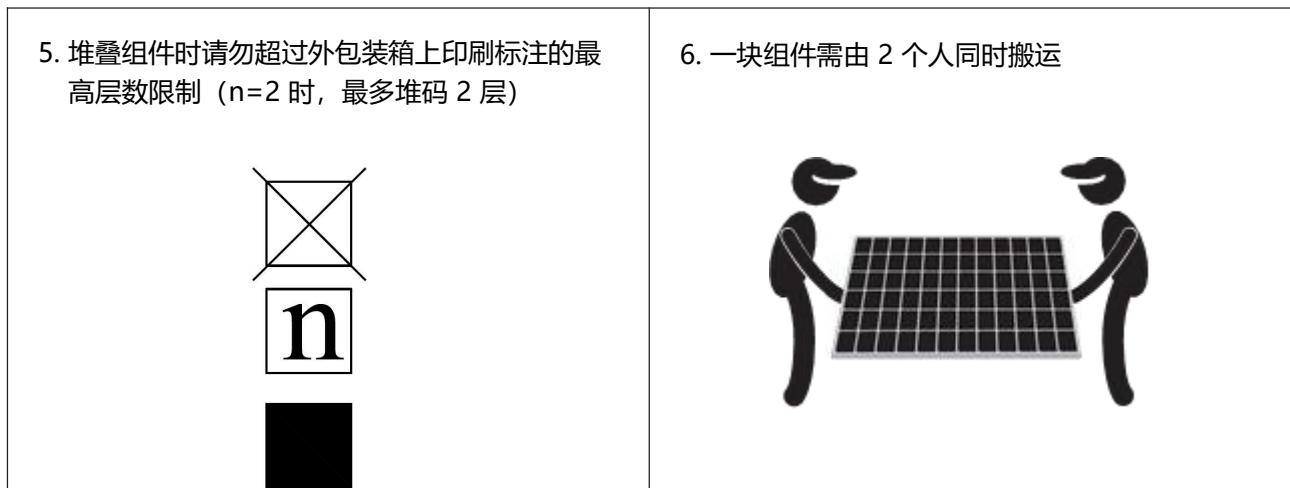 5. 堆叠组件时请勿超过外包装箱上印刷标注的最
高层数限制（n=2 时，最多堆码 2 层）
n
6. 一块组件需由 2 个人同时搬运